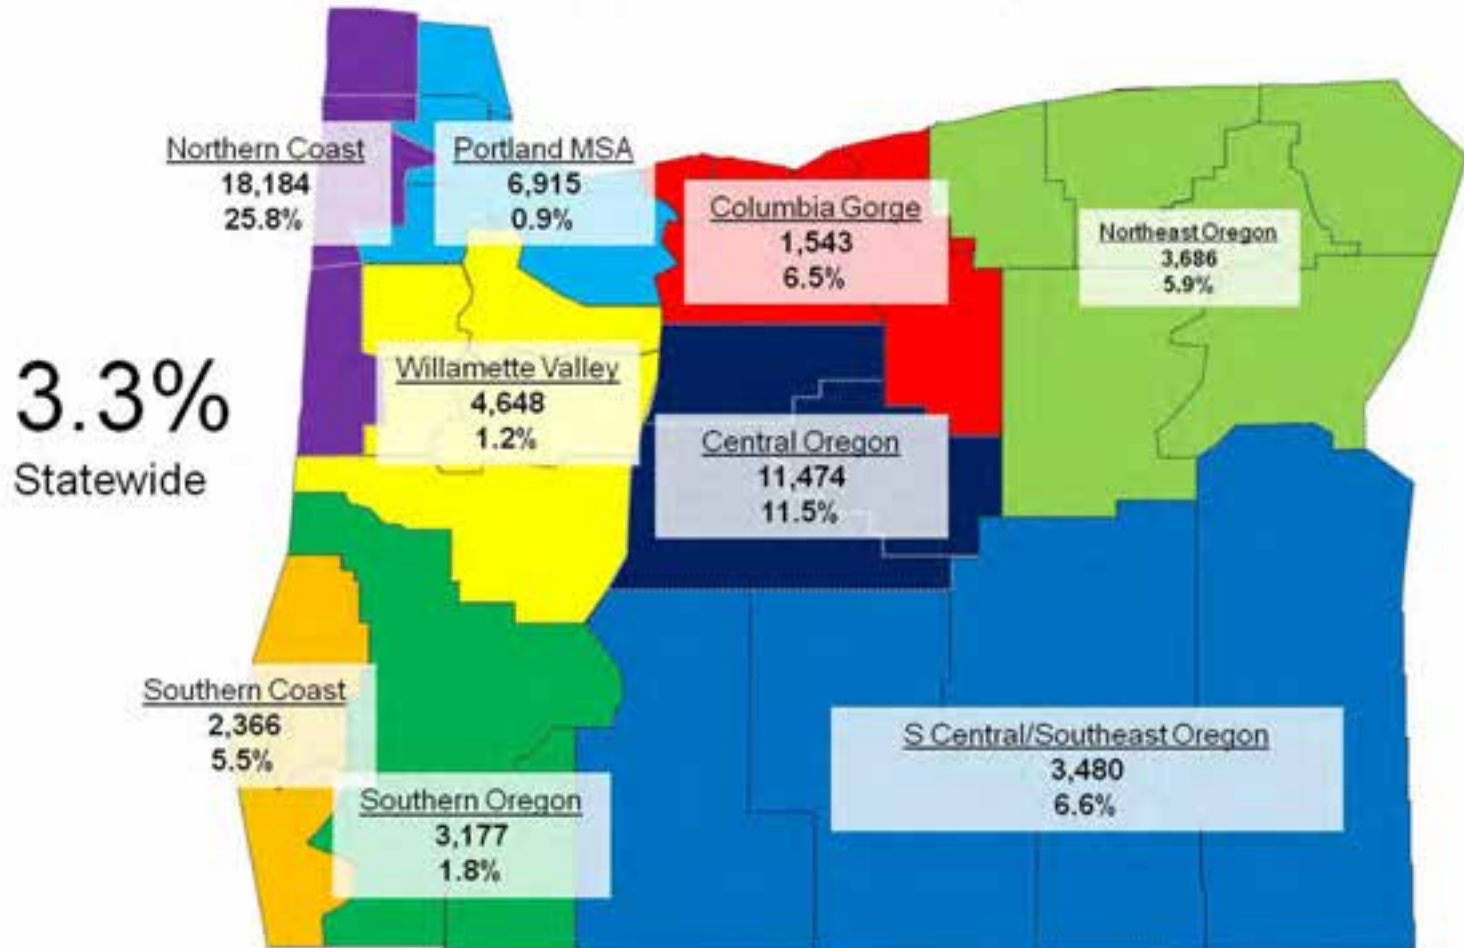 Northern Coast
18,184
25.8%
Portland MSA
6,915
0.9%
Columbia Gorge
1,543
6.5%
Northeast Oregon
3,686
5.9%
3.3%
Statewide
Willamette Valley
4,648
1.2%
Central Oregon
11,474
11.5%
Southern Coast
2,366
5.5%
S Central/Southeast Oregon
3,480
6.6%
Southern Oregon
3,177
1.8%